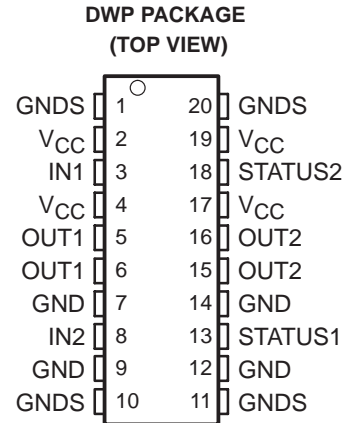 DWP PACKAGE
(TOP VIEW)
GNDS 1 20 GNDS
VCC 2 19 VCC
IN1 3 18 STATUS2
VCC 4 17 VCC
OUT1 5 16 OUT2
OUT1 6 15 OUT2
GND 7 14 GND
IN2 8 13 STATUS1
GND 9 12 GND
GNDS 10 11 GNDS